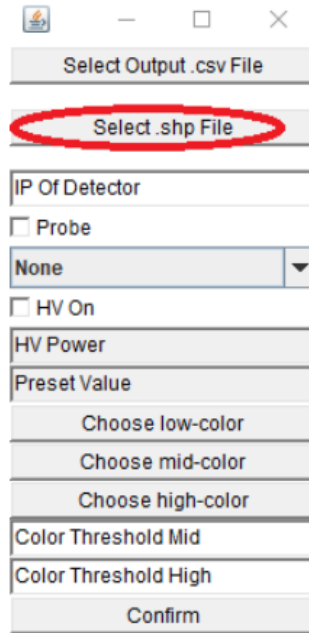 Select Output .csv File
Select .shp File
IP Of Detector
Probe
None
HV On
HV Power
Preset Value
Choose low-color
Choose mid-color
Choose high-color
Color Threshold Mid
Color Threshold High
Confirm